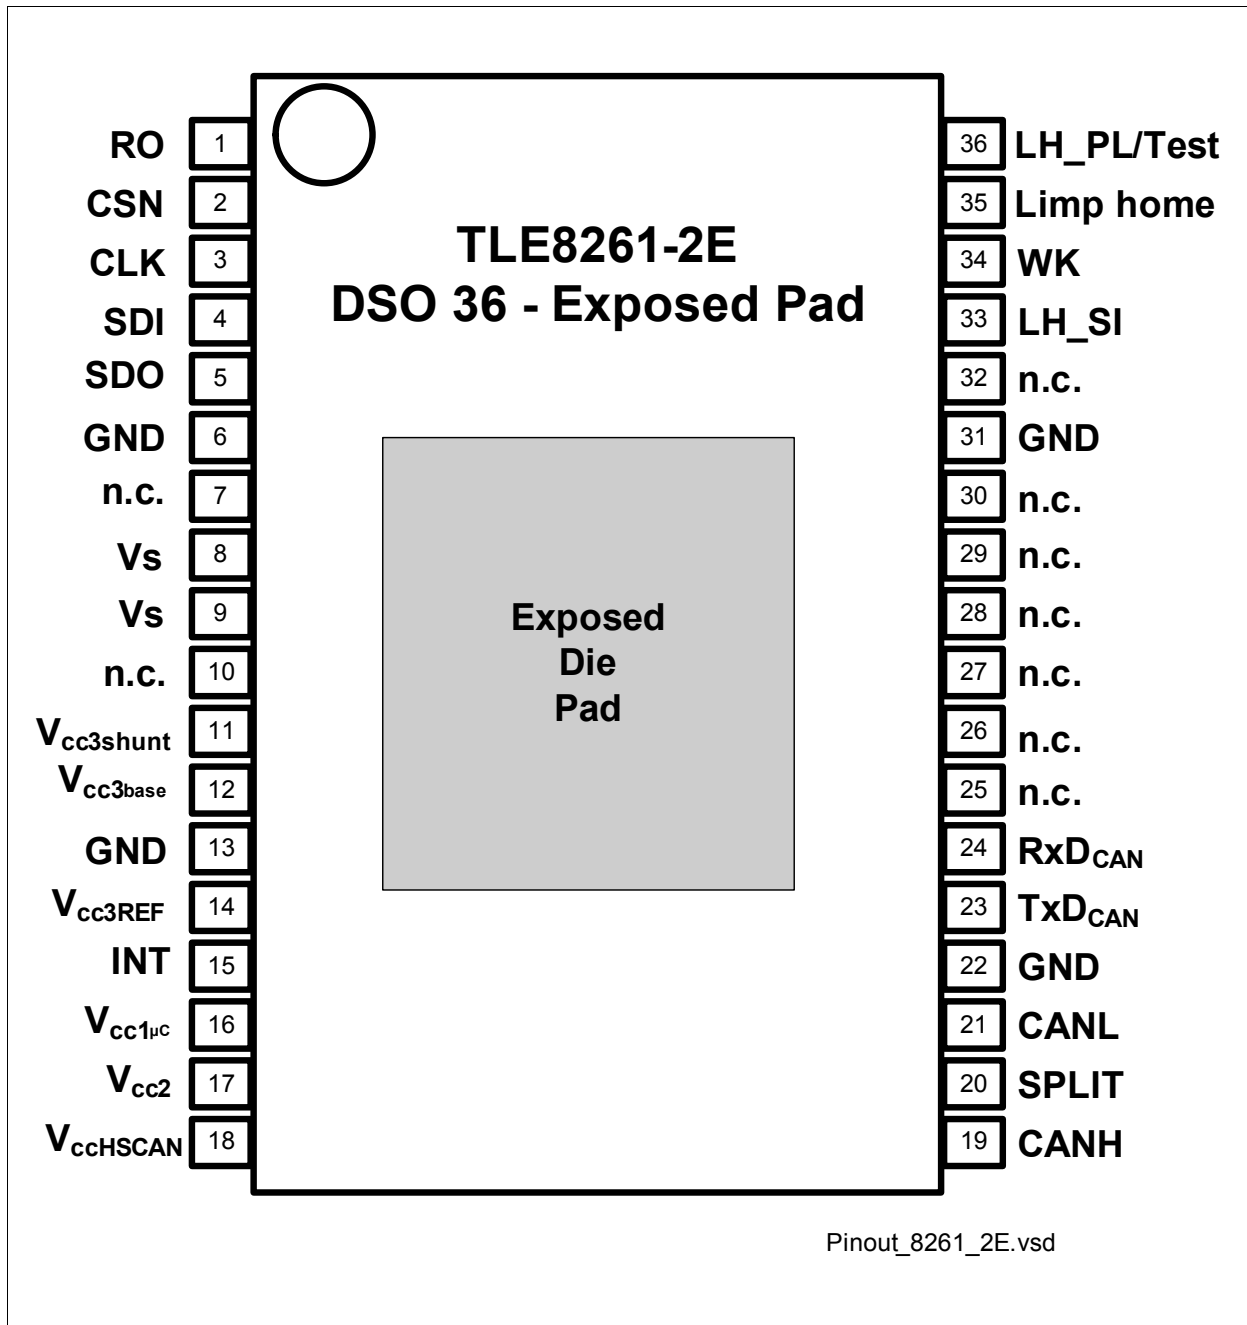 RO 1 36 LH_PL/Test
CSN 2 35 Limp home
CLK 3 34 WK
SDI 4 33 LH_SI
SDO 5 32 n.c.
GND 6 31 GND
n.c. 7 30 n.c.
Vs 8 29 n.c.
Vs 9 28 n.c.
n.c. 10 27 n.c.
Vcc3shunt 11 26 n.c.
Vcc3base 12 25 n.c.
GND 13 24 RxDCAN
Vcc3REF 14 23 TxDCAN
INT 15 22 GND
Vcc1µC 16 21 CANL
Vcc2 17 20 SPLIT
VccHSCAN 18 19 CANH
TLE8261-2E
DSO 36 - Exposed Pad
Exposed
Die
Pad
Pinout_8261_2E.vsd